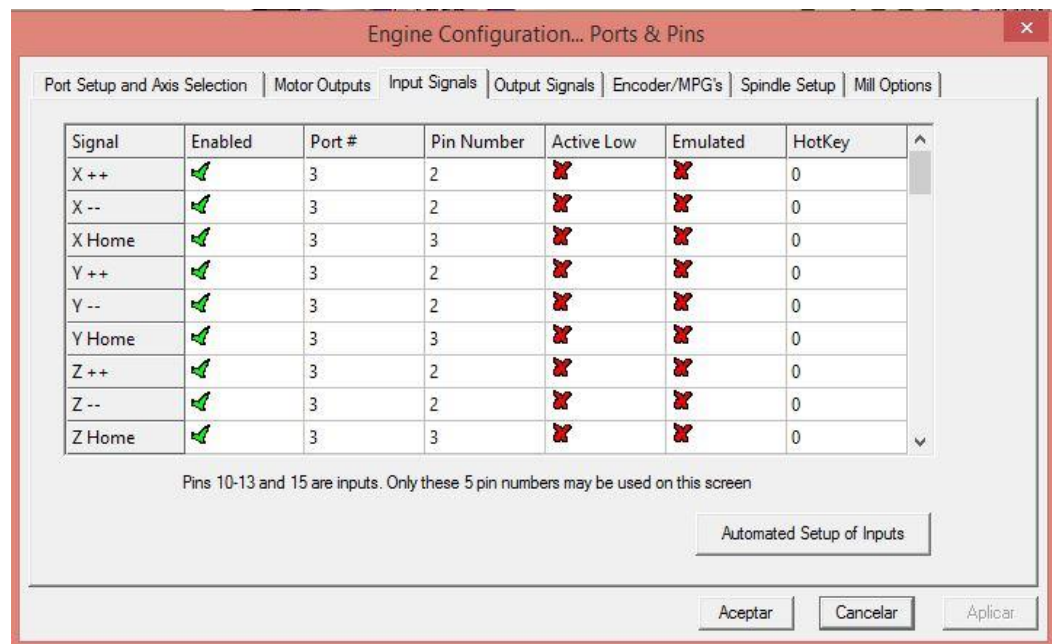 Engine Configuration... Ports & Pins
Port Setup and Axis Selection Motor Outputs Input Signals Output Signals Encoder/MPG's Spindle Setup Mill Options
Signal Enabled Port # Pin Number Active Low Emulated HotKey
X ++ 3 2 0
X -- 3 2 0
X Home 3 3 0
Y ++ 3 2 0
Y -- 3 2 0
Y Home 3 3 0
Z ++ 3 2 0
Z -- 3 2 0
Z Home 3 3 0
Pins 10-13 and 15 are inputs. Only these 5 pin numbers may be used on this screen
Automated Setup of Inputs
Aceptar Cancelar Aplicar